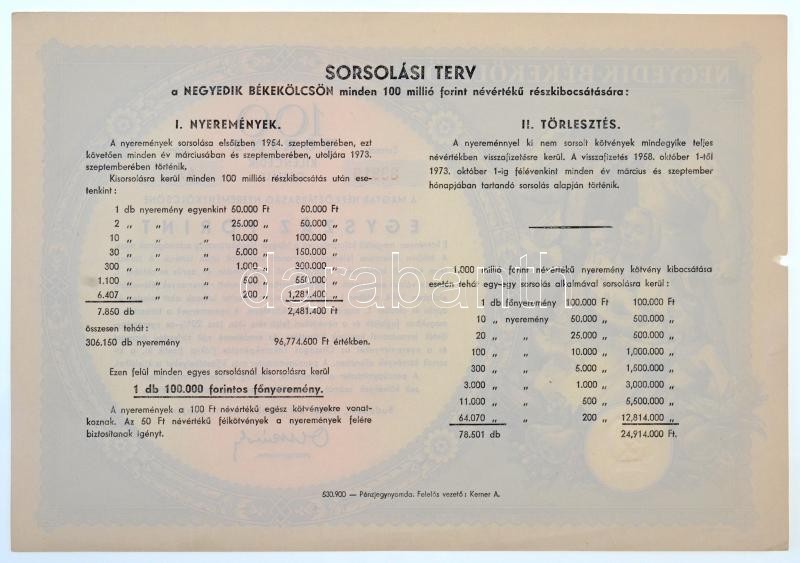 SORSOLÁSI TERV
a NEGYEDIK BÉKEKÖLCSÖN minden 100 millió forint névértékű részkibocsátására:
I. NYEREMÉNYEK.
A nyeremények sorsolása elsőízben 1954. szeptemberében, ezt
követően minden év márciusában és szeptemberében, utoljára 1973.
szeptemberében történik.
Kisorsolásra kerül minden 100 milliós részkibocsátás után ese-
tenkint:
1 db nyeremény egyenkint 50.000 Ft 50.000 Ft
2 „ „ „ 25.000 „ 50.000 „
10 „ „ „ 10.000 „ 100.000 „
30 „ „ „ 5.000 „ 150.000 „
300 „ „ „ 1.000 „ 300.000 „
1.100 „ „ „ 500 „ 550.000 „
6.407 „ „ „ 200 „ 1,281.400 „
7.850 db 2,481.400 Ft
összesen tehát:
306.150 db nyeremény 96,774.600 Ft értékben.
Ezen felül minden egyes sorsolásnál kisorsolásra kerül
1 db 100.000 forintos főnyeremény.
A nyeremények a 100 Ft névértékű egész kötvényekre vonat-
koznak. Az 50 Ft névértékű félkötvények a nyeremények felére
biztosítanak igényt.
II. TÖRLESZTÉS.
A nyereménnyel ki nem sorsolt kötvények mindegyike teljes
névértékben visszafizetésre kerül. A visszafizetés 1958. október 1-től
1973. október 1-ig félévenkint minden év március és szeptember
hónapjában tartandó sorsolás alapján történik.
1.000 millió forint névértékű nyeremény kötvény kibocsátása
esetén tehát egy-egy sorsolás alkalmával sorsolásra kerül:
1 db főnyeremény 100.000 Ft 100.000 Ft
10 „ nyeremény 50.000 „ 500.000 „
20 „ „ 25.000 „ 500.000 „
100 „ „ 10.000 „ 1,000.000 „
300 „ „ 5.000 „ 1,500.000 „
3.000 „ „ 1.000 „ 3,000.000 „
11.000 „ „ 500 „ 5,500.000 „
64.070 „ „ 200 „ 12,814.000 „
78.501 db 24,914.000 Ft.
530.900 — Pénzjegynyomda. Felelős vezető: Kerner A.
darabanth